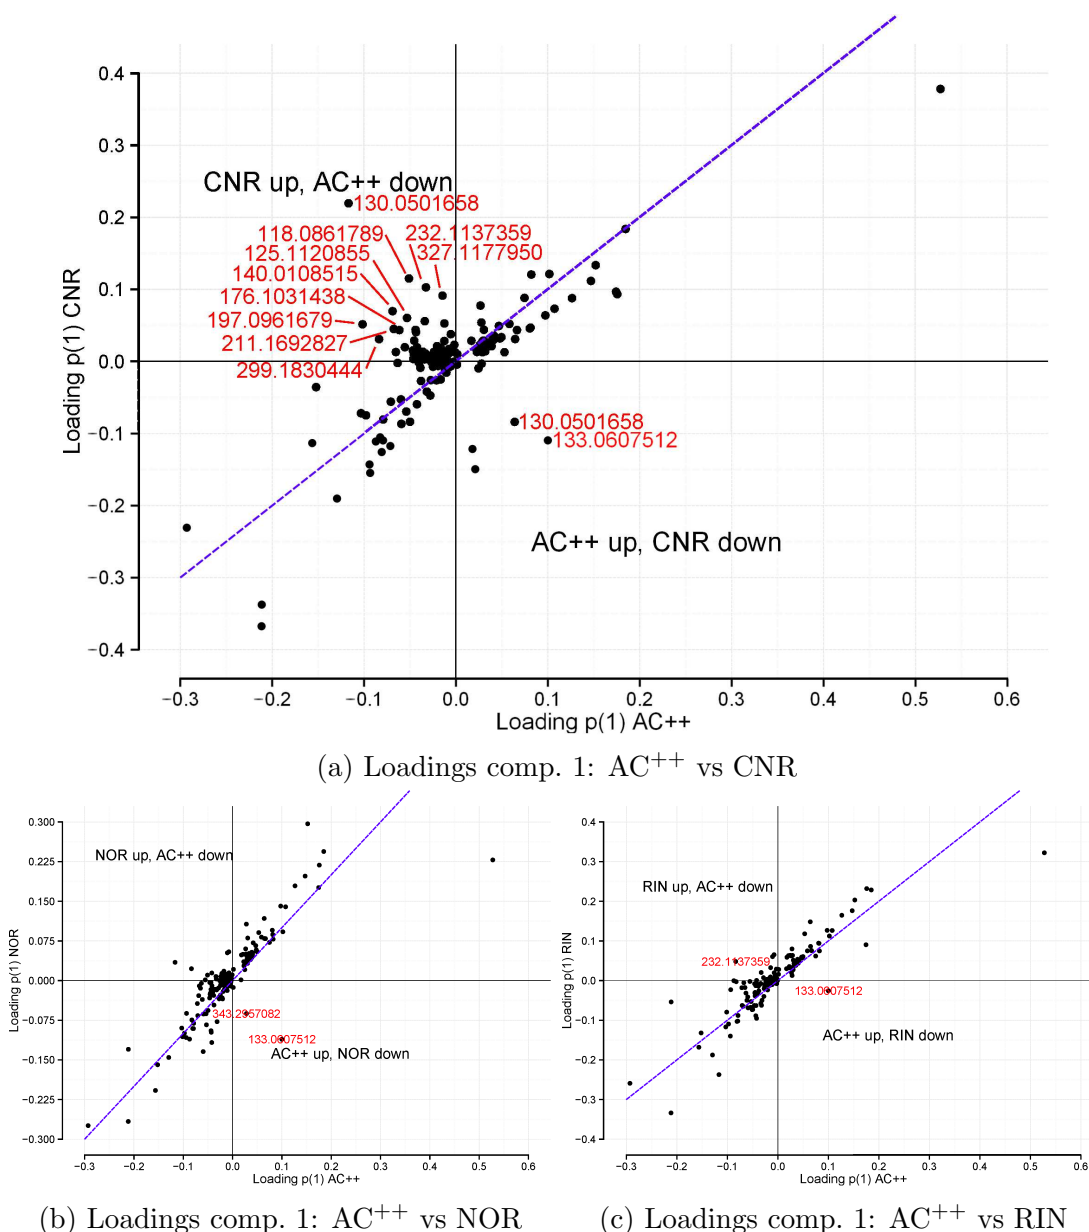 0.4
0.3
0.2
0.1
0.0
−0.1
−0.2
−0.3
−0.4
Loading p(1) CNR
CNR up, AC++ down
130.0501658
118.0861789
232.1137359
125.1120855
327.1177950
140.0108515
176.1031438
197.0961679
211.1692827
299.1830444
130.0501658
133.0607512
AC++ up, CNR down
−0.3 −0.2 −0.1 0.0 0.1 0.2 0.3 0.4 0.5 0.6
Loading p(1) AC++
(a) Loadings comp. 1: AC++ vs CNR
0.300
0.225
0.150
0.075
0.000
−0.075
−0.150
−0.225
−0.300
Loading p(1) NOR
NOR up, AC++ down
343.2957082
133.0607512
AC++ up, NOR down
−0.3 −0.2 −0.1 0.0 0.1 0.2 0.3 0.4 0.5 0.6
Loading p(1) AC++
(b) Loadings comp. 1: AC++ vs NOR
0.4
0.3
0.2
0.1
0.0
−0.1
−0.2
−0.3
−0.4
Loading p(1) RIN
RIN up, AC++ down
232.1137359
133.0607512
AC++ up, RIN down
−0.3 −0.2 −0.1 0.0 0.1 0.2 0.3 0.4 0.5 0.6
Loading p(1) AC++
(c) Loadings comp. 1: AC++ vs RIN